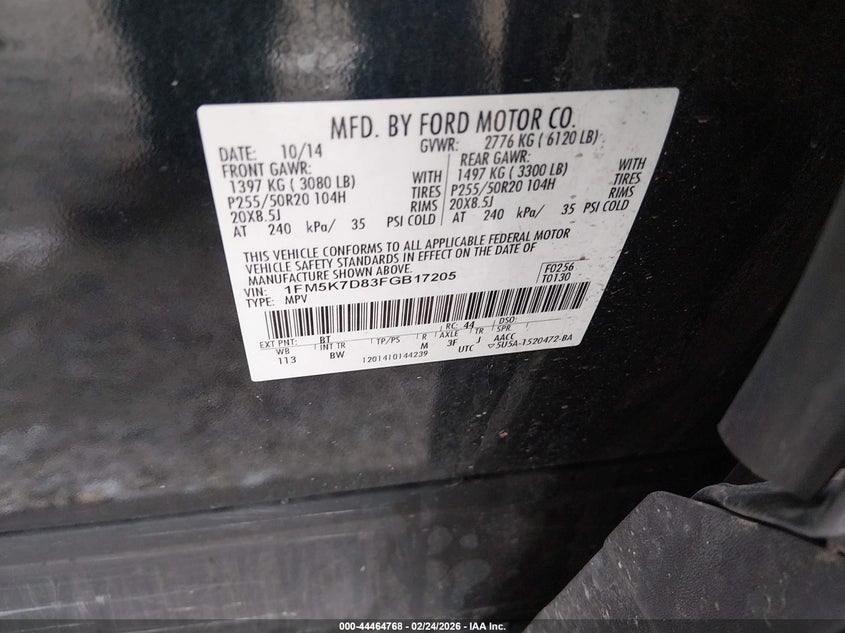 MFD. BY FORD MOTOR CO.
DATE: 10/14 GVWR: 2776 KG ( 6120 LB)
FRONT GAWR: REAR GAWR:
1397 KG ( 3080 LB) WITH 1497 KG ( 3300 LB) WITH
P255/50R20 104H TIRES P255/50R20 104H TIRES
20X8.5J RIMS 20X8.5J RIMS
AT 240 kPa/ 35 PSI COLD AT 240 kPa/ 35 PSI COLD
THIS VEHICLE CONFORMS TO ALL APPLICABLE FEDERAL MOTOR
VEHICLE SAFETY STANDARDS IN EFFECT ON THE DATE OF
MANUFACTURE SHOWN ABOVE.
VIN: 1FM5K7D83FGB17205 F0256
TYPE: MPV T0130
EXT PNT: BT RC: 44 DSO:
WB INT TR TP/PS R AXLE TR SPR
113 BW M 3F J AACC
1201410144239 UTC ▽5U5A-1520472-BA
000-44464768 - 02/24/2026 - IAA Inc.